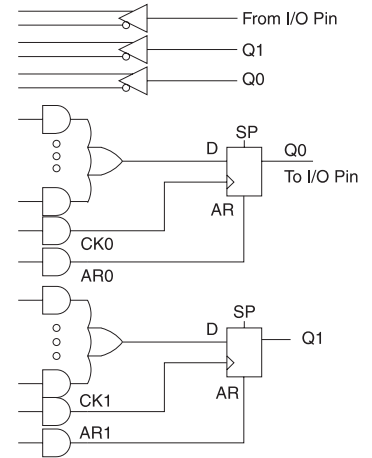 From I/O Pin
Q1
Q0
SP
D
Q0
To I/O Pin
AR
CK0
AR0
SP
D
Q1
AR
CK1
AR1